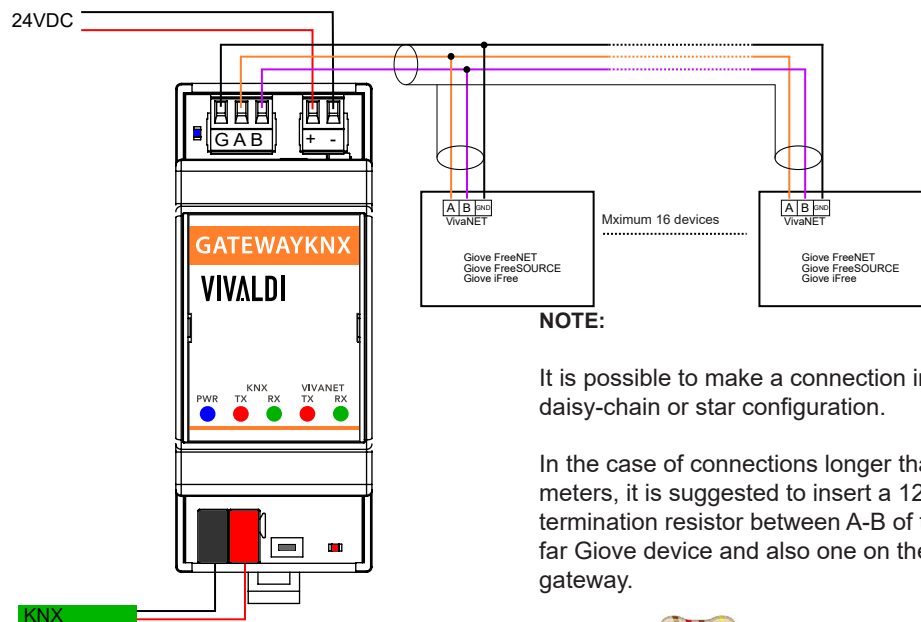 24VDC
G A B
+ -
GATEWAYKNX
VIVALDI
KNX VIVANET
PWR TX RX TX RX
KNX
A B GND
VivaNET
Giove FreeNET
Giove FreeSOURCE
Giove iFree
Mximum 16 devices
A B GND
VivaNET
Giove FreeNET
Giove FreeSOURCE
Giove iFree
NOTE:
It is possible to make a connection
daisy-chain or star configuration.
In the case of connections longer
meters, it is suggested to insert a
termination resistor between A-B of
far Giove device and also one on the
gateway.